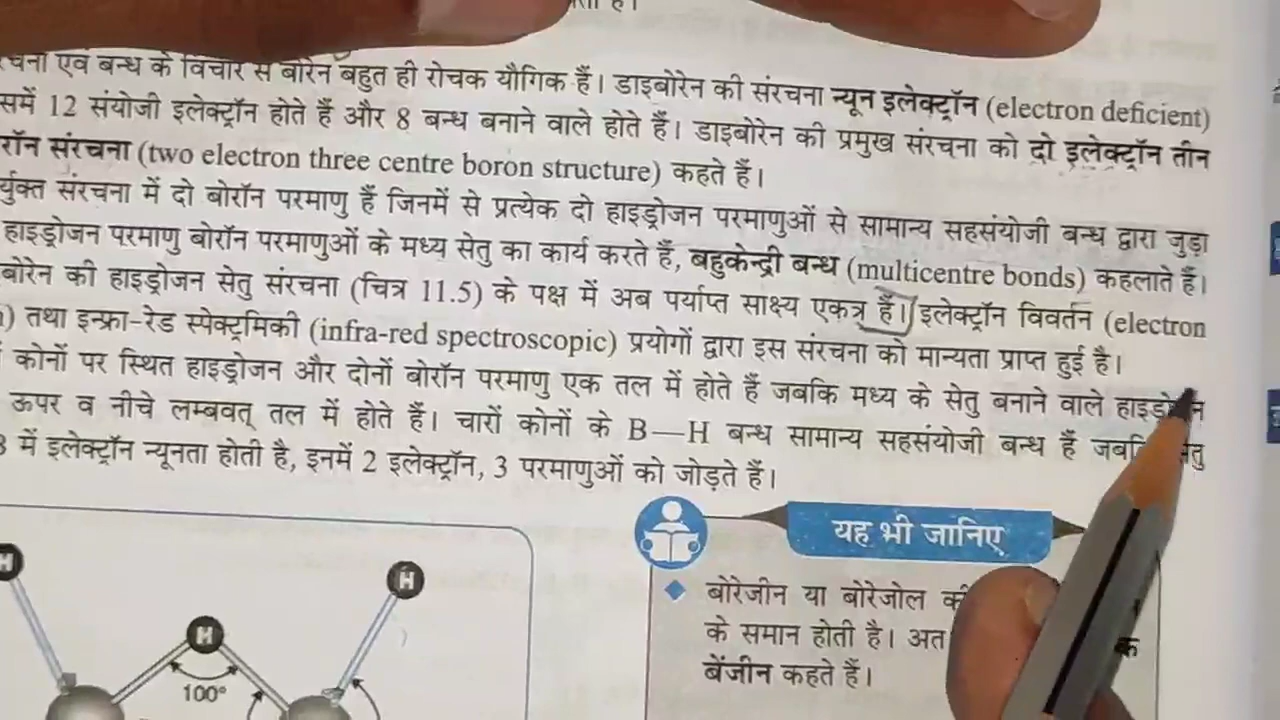 है।
रचना एवं बन्ध के विचार से बोरेन बहुत ही रोचक यौगिक हैं। डाइबोरेन की संरचना न्यून इलेक्ट्रॉन (electron deficient)
समें 12 संयोजी इलेक्ट्रॉन होते हैं और 8 बन्ध बनाने वाले होते हैं। डाइबोरेन की प्रमुख संरचना को दो इलेक्ट्रॉन तीन
रॉन संरचना (two electron three centre boron structure) कहते हैं।
र्युक्त संरचना में दो बोरॉन परमाणु हैं जिनमें से प्रत्येक दो हाइड्रोजन परमाणुओं से सामान्य सहसंयोजी बन्ध द्वारा जुड़ा
हाइड्रोजन परमाणु बोरॉन परमाणुओं के मध्य सेतु का कार्य करते हैं, बहुकेन्द्री बन्ध (multicentre bonds) कहलाते हैं।
बोरेन की हाइड्रोजन सेतु संरचना (चित्र 11.5) के पक्ष में अब पर्याप्त साक्ष्य एकत्र हैं। इलेक्ट्रॉन विवर्तन (electron
) तथा इन्फ्रा-रेड स्पेक्ट्रमिकी (infra-red spectroscopic) प्रयोगों द्वारा इस संरचना को मान्यता प्राप्त हुई है।
कोनों पर स्थित हाइड्रोजन और दोनों बोरॉन परमाणु एक तल में होते हैं जबकि मध्य के सेतु बनाने वाले
ऊपर व नीचे लम्बवत् तल में होते हैं। चारों कोनों के B—H बन्ध सामान्य सहसंयोजी बन्ध हैं
में इलेक्ट्रॉन न्यूनता होती है, इनमें 2 इलेक्ट्रॉन, 3 परमाणुओं को जोड़ते हैं।
यह भी जानिए
बोरेजीन या बोरेजोल
के समान होती है। अत
बेंजीन कहते हैं।
H
H
H
100°